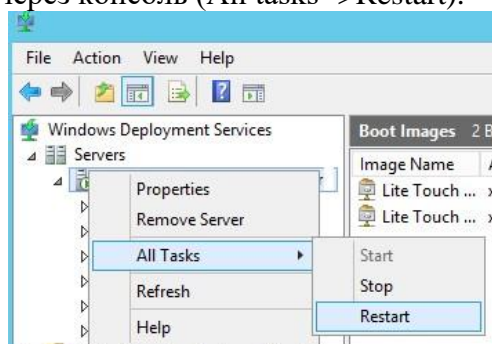 через консоль (All tasks->Restart).
File Action View Help
Windows Deployment Services
Boot Images 2 B
Servers
Image Name
Properties
Lite Touch ...
Remove Server
Lite Touch ...
All Tasks
Start
Refresh
Stop
Help
Restart